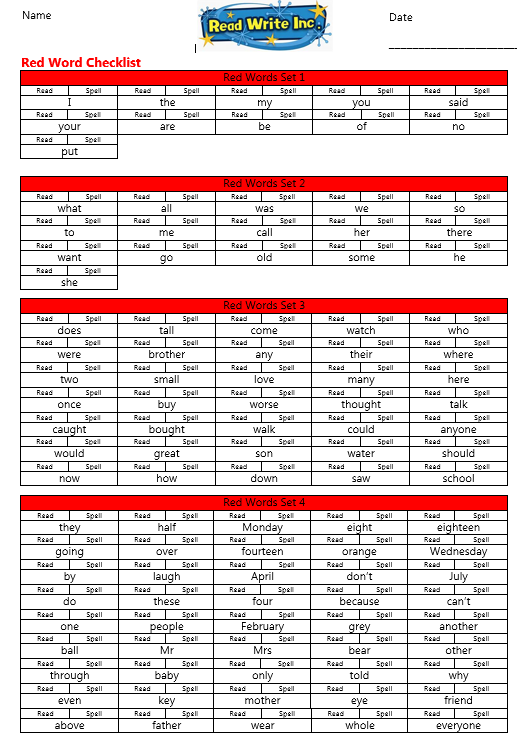 Name
Read Write Inc.
Date
Red Word Checklist
Red Words Set 1
Read Spell Read Spell Read Spell Read Spell Read Spell
I the my you said
Read Spell Read Spell Read Spell Read Spell Read Spell
your are be of no
Read Spell
put
Red Words Set 2
Read Spell Read Spell Read Spell Read Spell Read Spell
what all was we so
Read Spell Read Spell Read Spell Read Spell Read Spell
to me call her there
Read Spell Read Spell Read Spell Read Spell Read Spell
want go old some he
Read Spell
she
Red Words Set 3
Read Spell Read Spell Read Spell Read Spell Read Spell
does tall come watch who
Read Spell Read Spell Read Spell Read Spell Read Spell
were brother any their where
Read Spell Read Spell Read Spell Read Spell Read Spell
two small love many here
Read Spell Read Spell Read Spell Read Spell Read Spell
once buy worse thought talk
Read Spell Read Spell Read Spell Read Spell Read Spell
caught bought walk could anyone
Read Spell Read Spell Read Spell Read Spell Read Spell
would great son water should
Read Spell Read Spell Read Spell Read Spell Read Spell
now how down saw school
Red Words Set 4
Read Spell Read Spell Read Spell Read Spell Read Spell
they half Monday eight eighteen
Read Spell Read Spell Read Spell Read Spell Read Spell
going over fourteen orange Wednesday
Read Spell Read Spell Read Spell Read Spell Read Spell
by laugh April don't July
Read Spell Read Spell Read Spell Read Spell Read Spell
do these four because can't
Read Spell Read Spell Read Spell Read Spell Read Spell
one people February grey another
Read Spell Read Spell Read Spell Read Spell Read Spell
ball Mr Mrs bear other
Read Spell Read Spell Read Spell Read Spell Read Spell
through baby only told why
Read Spell Read Spell Read Spell Read Spell Read Spell
even key mother eye friend
Read Spell Read Spell Read Spell Read Spell Read Spell
above father wear whole everyone